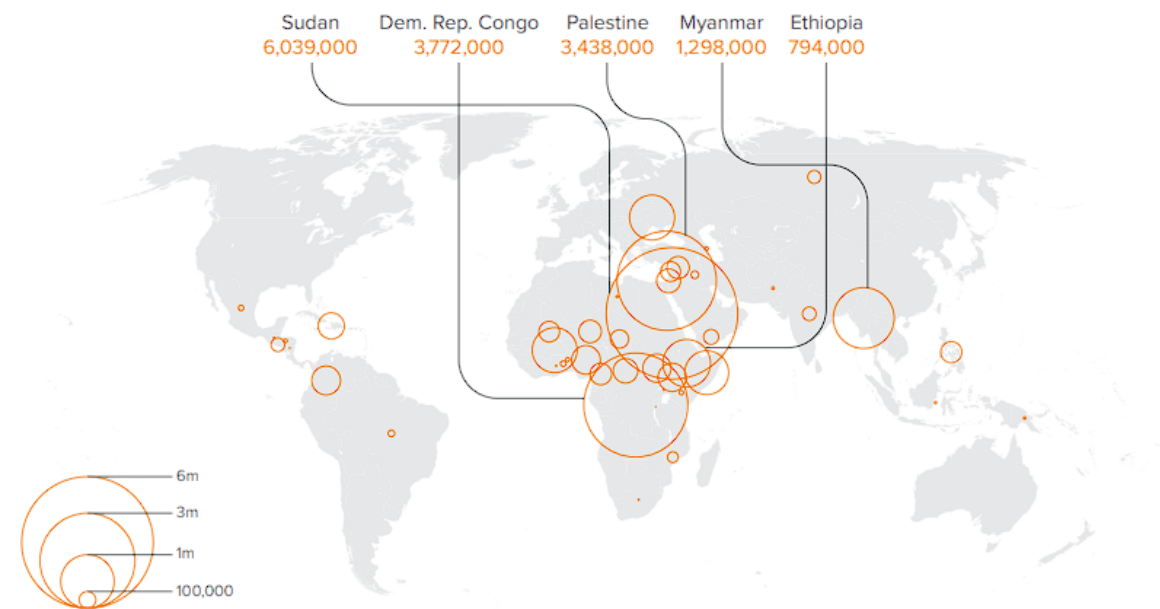 Sudan Dem. Rep. Congo Palestine Myanmar Ethiopia
6,039,000 3,772,000 3,438,000 1,298,000 794,000
6m
3m
1m
100,000